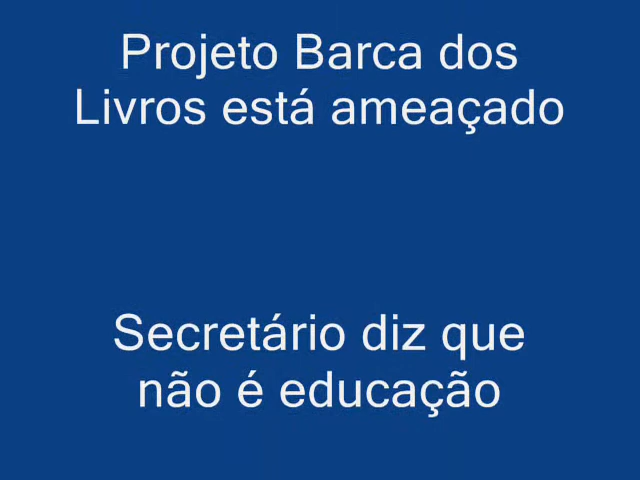 Projeto Barca dos
Livros está ameaçado
Secretário diz que
não é educação